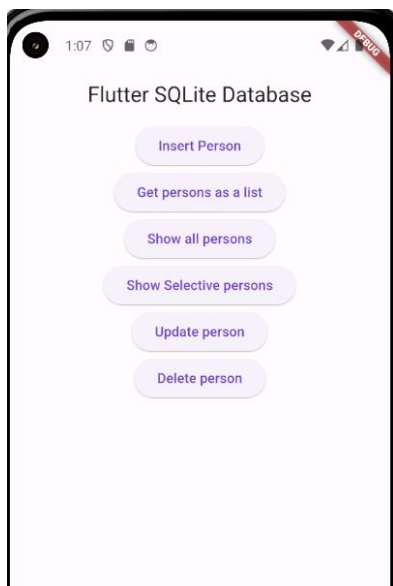 1:07
DEBUG
Flutter SQLite Database
Insert Person
Get persons as a list
Show all persons
Show Selective persons
Update person
Delete person